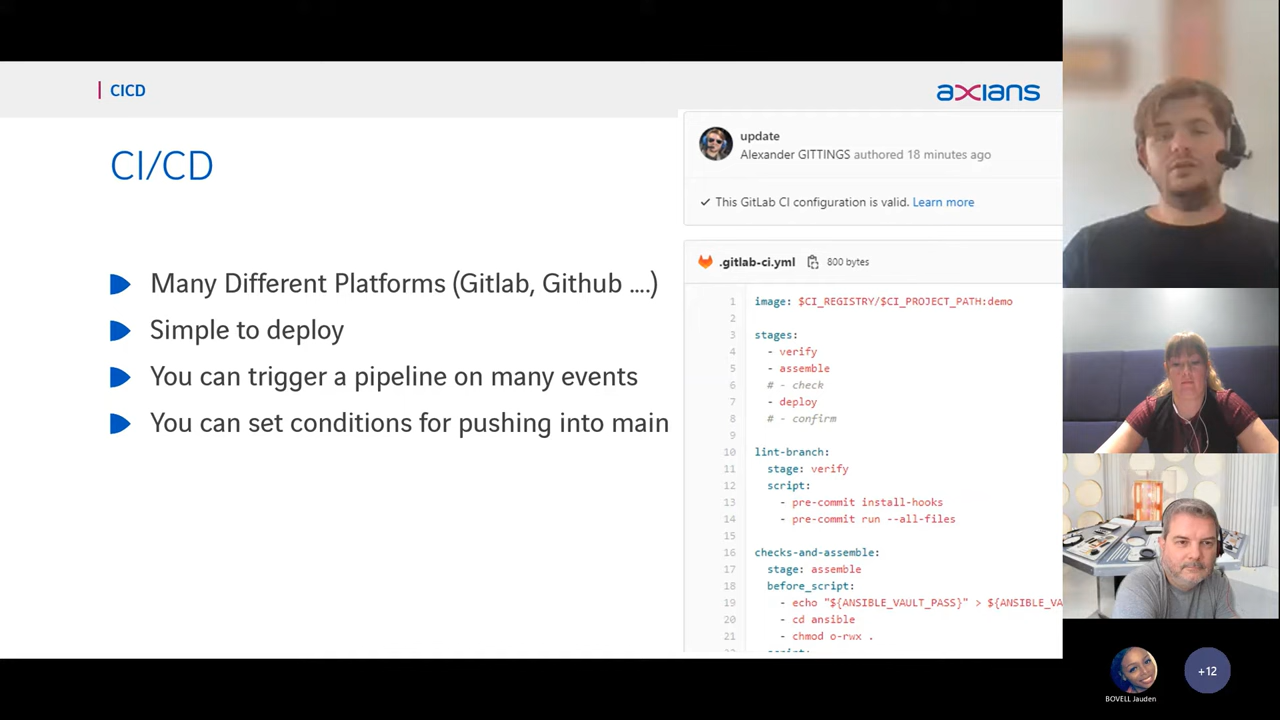 CICD
axians
CI/CD
Many Different Platforms (Gitlab, Github ....)
Simple to deploy
You can trigger a pipeline on many events
You can set conditions for pushing into main
update
Alexander GITTINGS authored 18 minutes ago
✓ This GitLab CI configuration is valid. Learn more
.gitlab-ci.yml 800 bytes
1 image: $CI_REGISTRY/$CI_PROJECT_PATH:demo
2
3 stages:
4 - verify
5 - assemble
6 # - check
7 - deploy
8 # - confirm
9
10 lint-branch:
11 stage: verify
12 script:
13 - pre-commit install-hooks
14 - pre-commit run --all-files
15
16 checks-and-assemble:
17 stage: assemble
18 before_script:
19 - echo "${ANSIBLE_VAULT_PASS}" > ${ANSIBLE_VA
20 - cd ansible
21 - chmod o-rwx .
BOVELL Jauden
+12